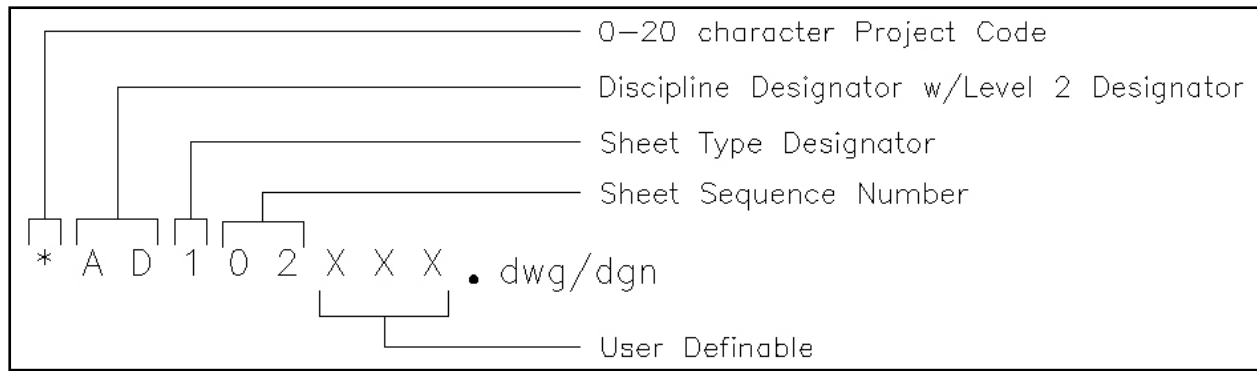 0-20 character Project Code
Discipline Designator w/Level 2 Designator
Sheet Type Designator
Sheet Sequence Number
* A D 1 0 2 X X X . dwg/dgn
User Definable